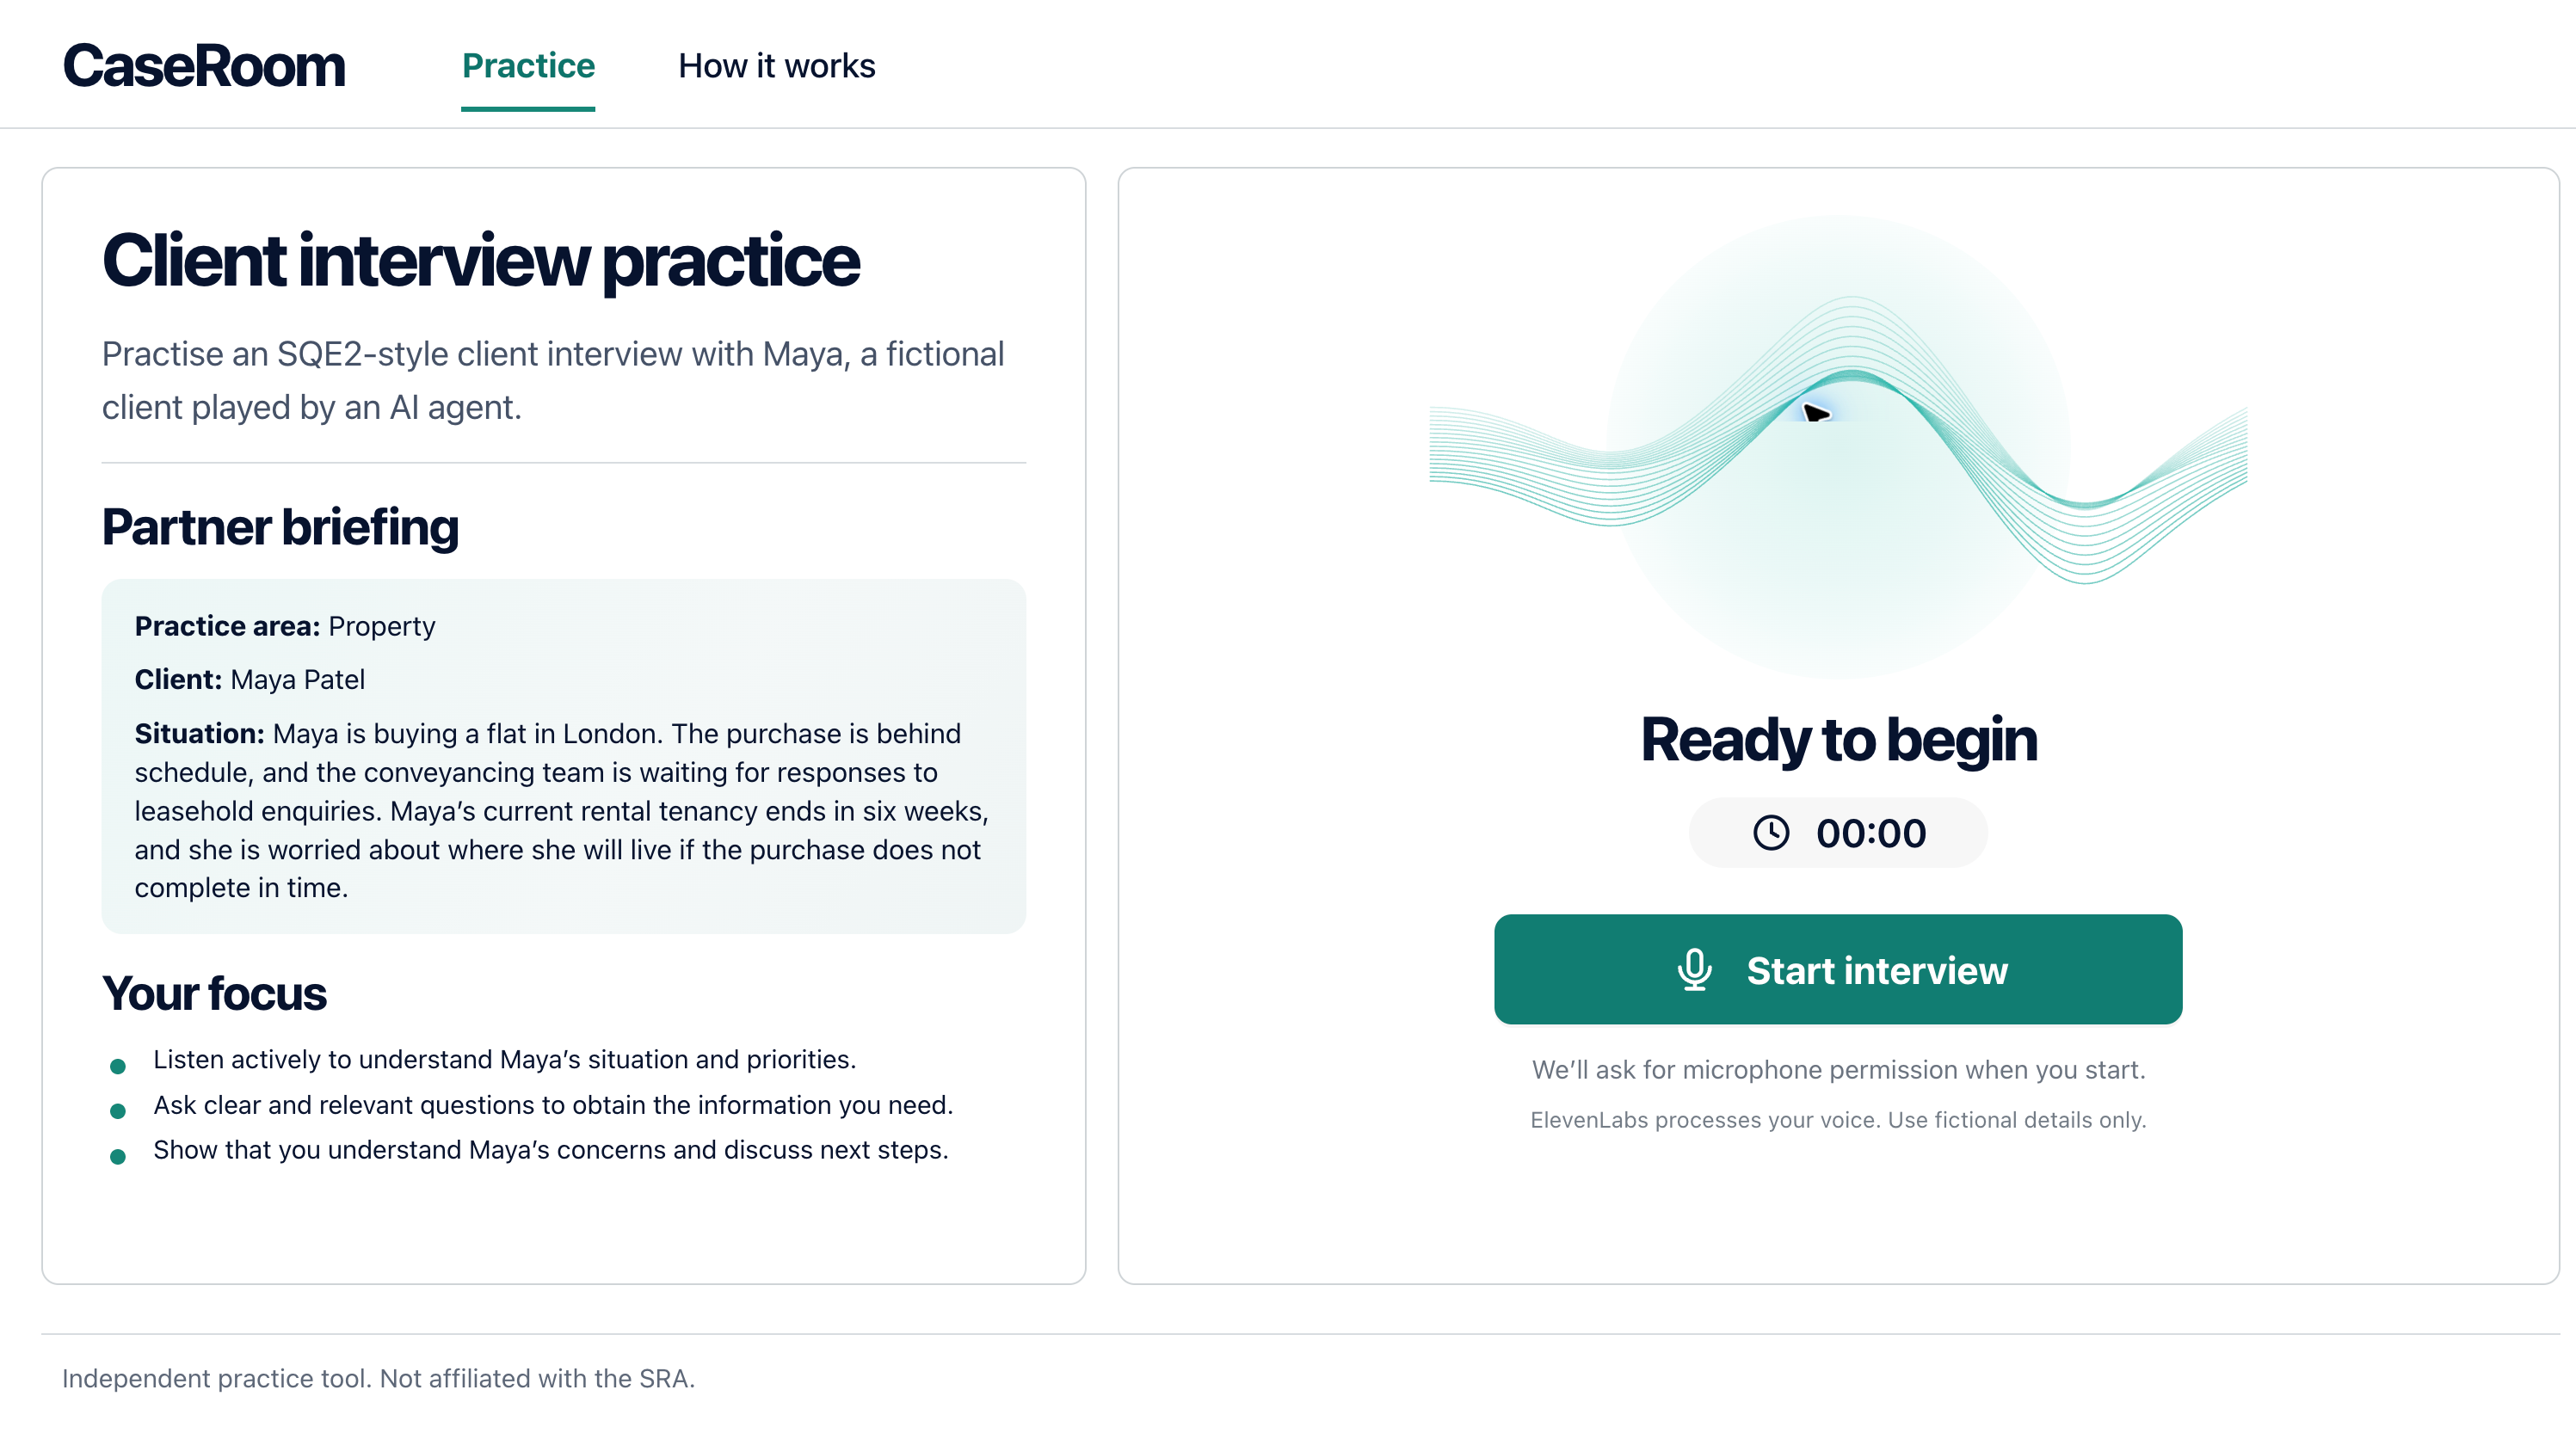 CaseRoom
Practice
How it works
Client interview practice
Practise an SQE2-style client interview with Maya, a fictional
client played by an AI agent.
Partner briefing
Practice area: Property
Client: Maya Patel
Situation: Maya is buying a flat in London. The purchase is behind
schedule, and the conveyancing team is waiting for responses to
leasehold enquiries. Maya’s current rental tenancy ends in six weeks,
and she is worried about where she will live if the purchase does not
complete in time.
Your focus
Listen actively to understand Maya’s situation and priorities.
Ask clear and relevant questions to obtain the information you need.
Show that you understand Maya’s concerns and discuss next steps.
Ready to begin
00:00
Start interview
We’ll ask for microphone permission when you start.
ElevenLabs processes your voice. Use fictional details only.
Independent practice tool. Not affiliated with the SRA.